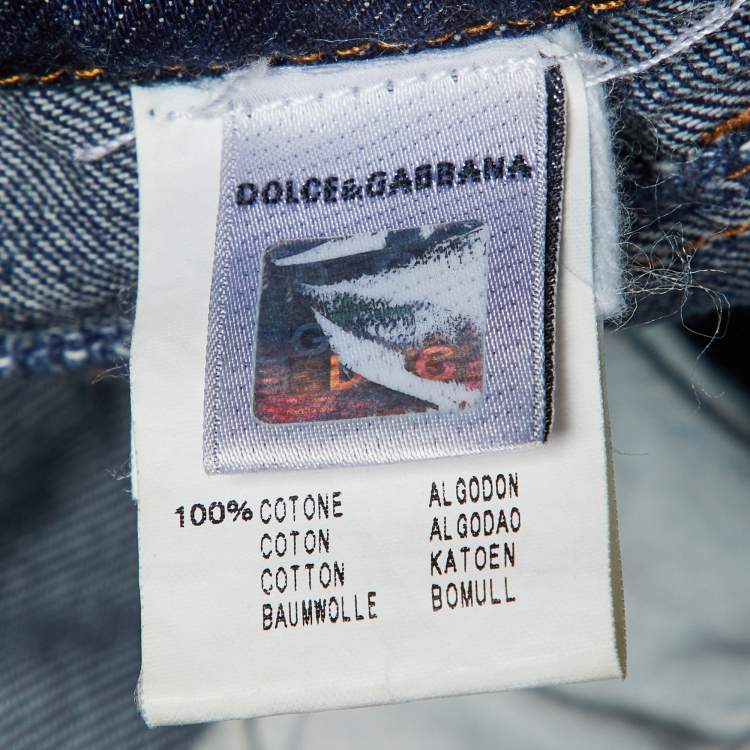 DOLCE&GABBANA
G
D G
100% COTONE
COTON
COTTON
BAUMWOLLE
ALGODON
ALGODAO
KATOEN
BOMULL